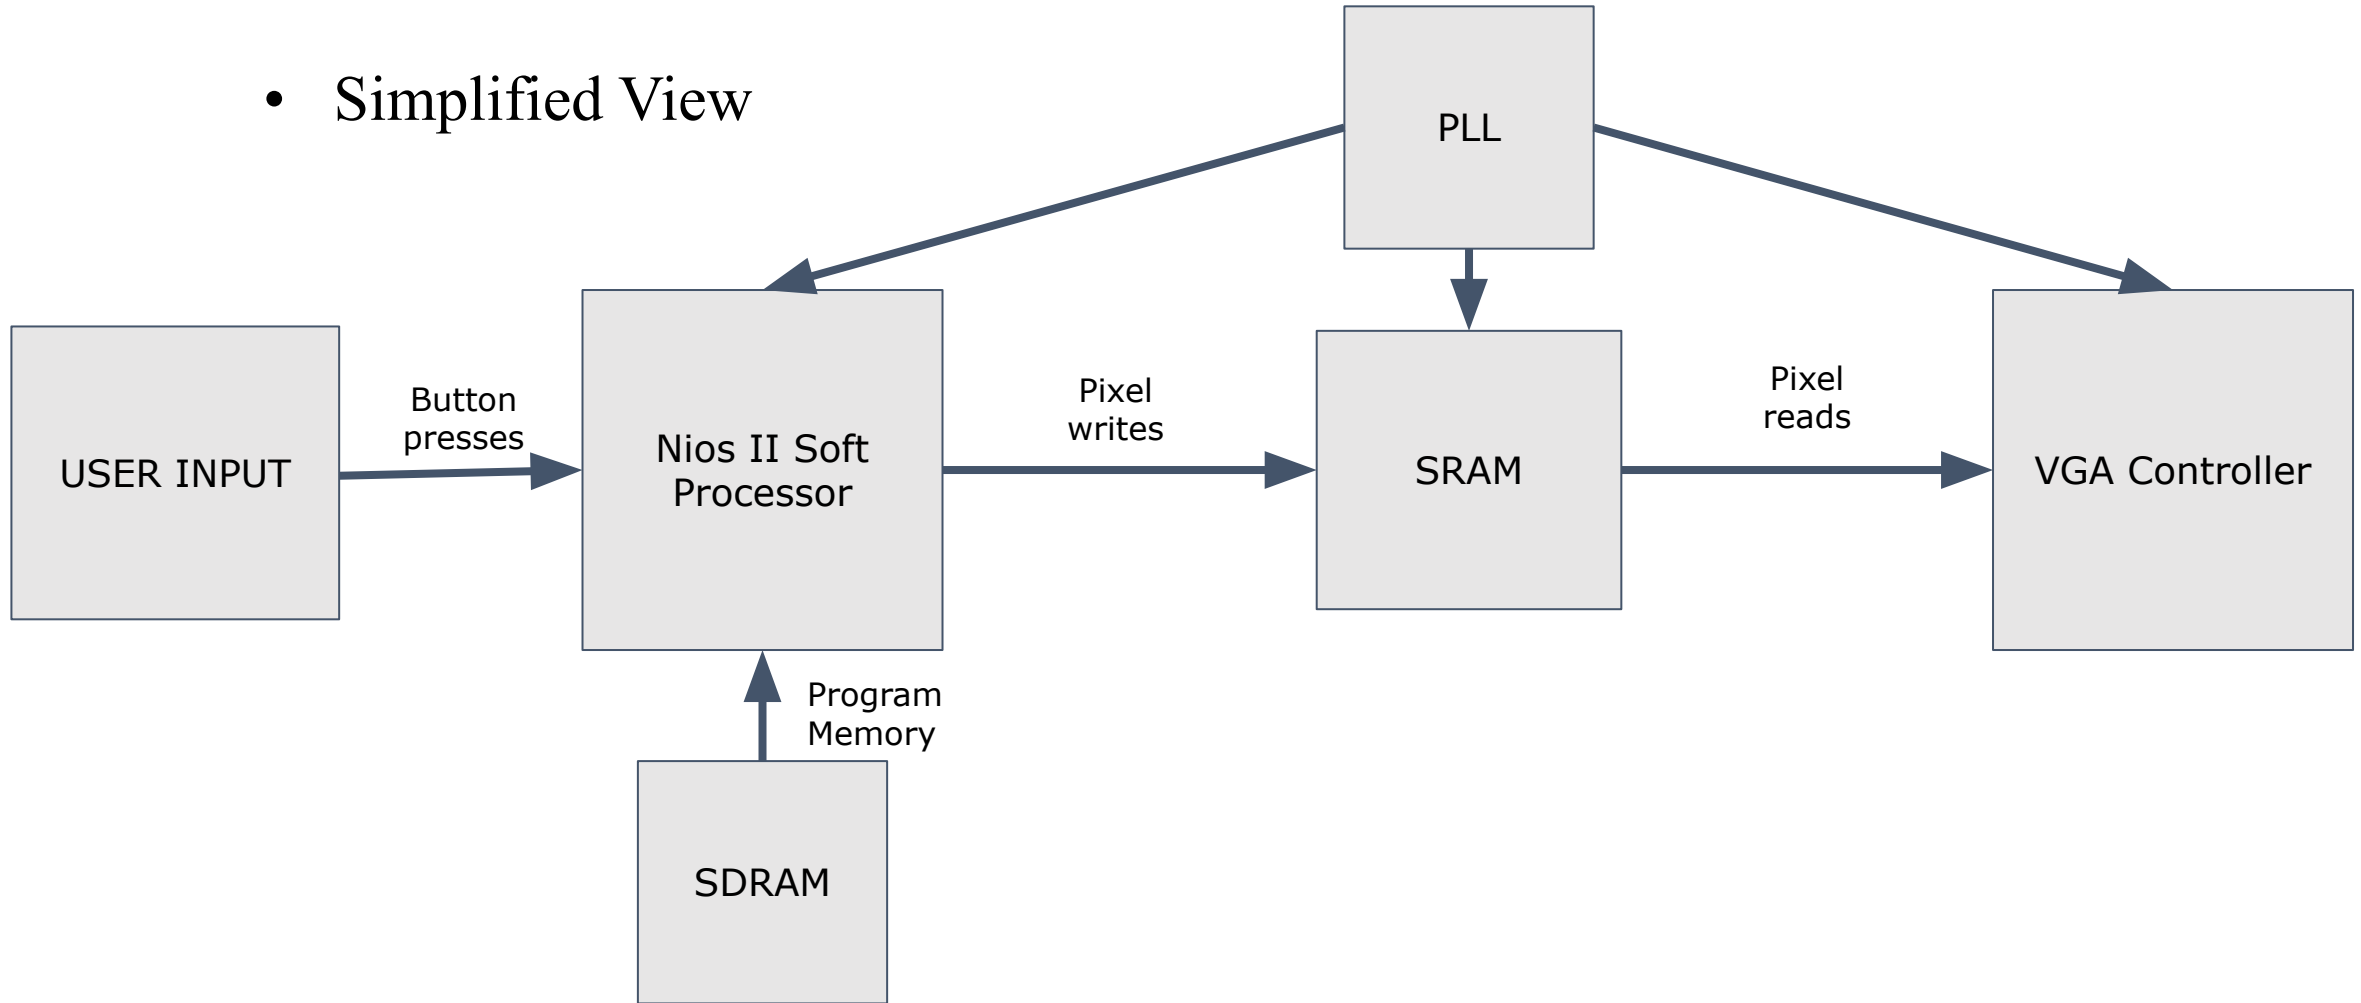 • Simplified View
PLL
USER INPUT
Button
presses
Nios II Soft
Processor
Pixel
writes
SRAM
Pixel
reads
VGA Controller
Program
Memory
SDRAM